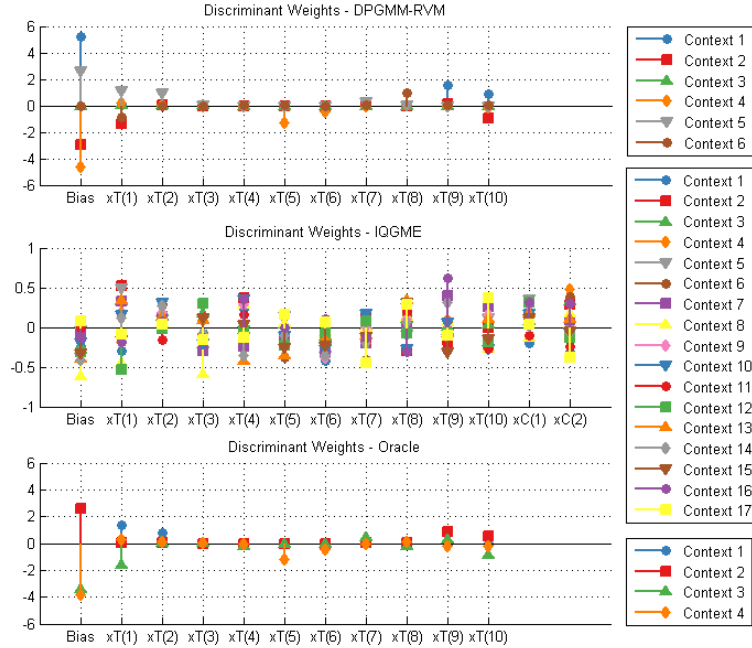 Discriminant Weights - DPGMM-RVM
6
4
2
0
-2
-4
-6
Bias xT(1) xT(2) xT(3) xT(4) xT(5) xT(6) xT(7) xT(8) xT(9) xT(10)
Context 1
Context 2
Context 3
Context 4
Context 5
Context 6
Discriminant Weights - IQGME
1
0.5
0
-0.5
-1
Bias xT(1) xT(2) xT(3) xT(4) xT(5) xT(6) xT(7) xT(8) xT(9) xT(10) xC(1) xC(2)
Context 1
Context 2
Context 3
Context 4
Context 5
Context 6
Context 7
Context 8
Context 9
Context 10
Context 11
Context 12
Context 13
Context 14
Context 15
Context 16
Context 17
Discriminant Weights - Oracle
6
4
2
0
-2
-4
-6
Bias xT(1) xT(2) xT(3) xT(4) xT(5) xT(6) xT(7) xT(8) xT(9) xT(10)
Context 1
Context 2
Context 3
Context 4